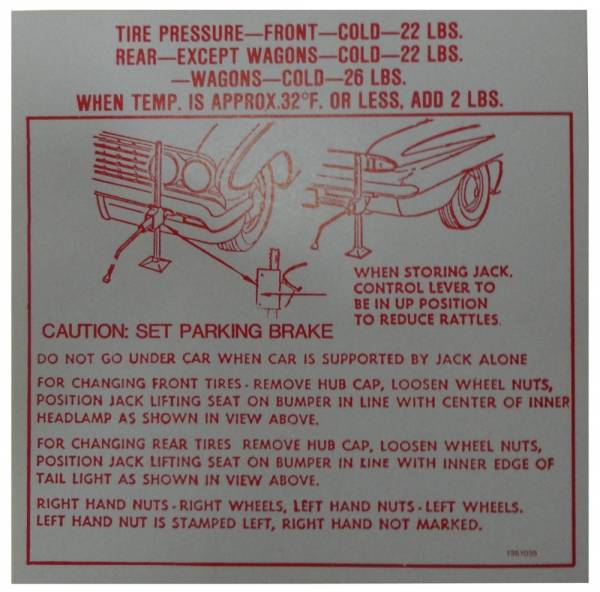 TIRE PRESSURE—FRONT—COLD—22 LBS.
REAR—EXCEPT WAGONS—COLD—22 LBS.
—WAGONS—COLD—26 LBS.
WHEN TEMP. IS APPROX.32°F. OR LESS, ADD 2 LBS.
WHEN STORING JACK,
CONTROL LEVER TO
BE IN UP POSITION
TO REDUCE RATTLES.
CAUTION: SET PARKING BRAKE
DO NOT GO UNDER CAR WHEN CAR IS SUPPORTED BY JACK ALONE
FOR CHANGING FRONT TIRES - REMOVE HUB CAP, LOOSEN WHEEL NUTS,
POSITION JACK LIFTING SEAT ON BUMPER IN LINE WITH CENTER OF INNER
HEADLAMP AS SHOWN IN VIEW ABOVE.
FOR CHANGING REAR TIRES REMOVE HUB CAP, LOOSEN WHEEL NUTS,
POSITION JACK LIFTING SEAT ON BUMPER IN LINE WITH INNER EDGE OF
TAIL LIGHT AS SHOWN IN VIEW ABOVE.
RIGHT HAND NUTS - RIGHT WHEELS, LEFT HAND NUTS - LEFT WHEELS.
LEFT HAND NUT IS STAMPED LEFT, RIGHT HAND NOT MARKED.